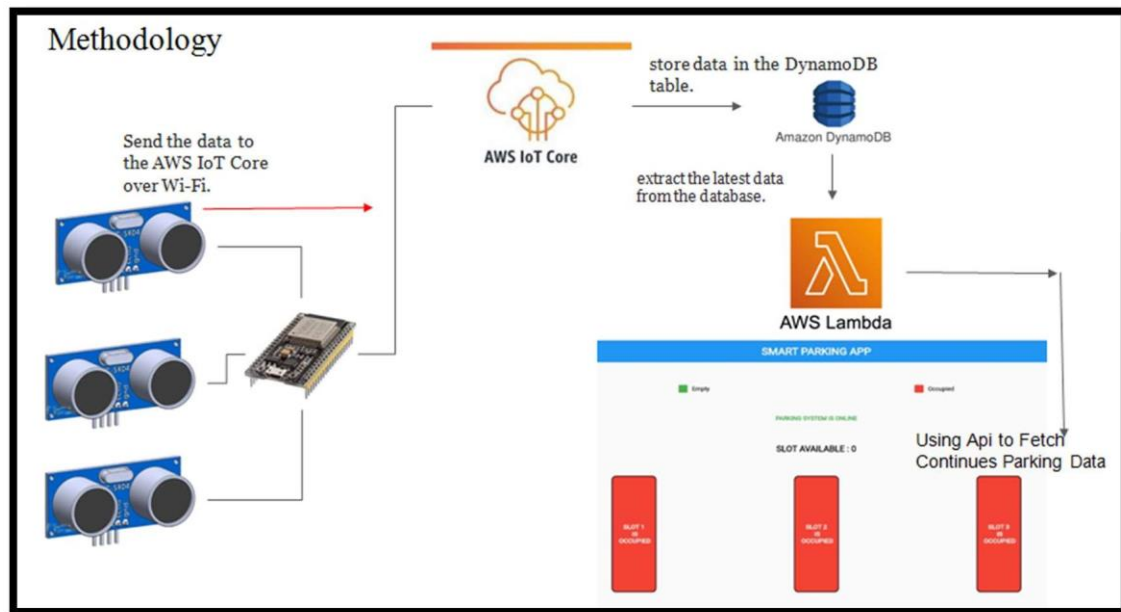 Methodology
store data in the DynamoDB
table.
Amazon DynamoDB
AWS IoT Core
Send the data to
the AWS IoT Core
over Wi-Fi.
extract the latest data
from the database.
AWS Lambda
SMART PARKING APP
Empty
Occupied
PARKING SYSTEM IS ONLINE
SLOT AVAILABLE : 0
Using Api to Fetch
Continues Parking Data
SLOT 1
IS
OCCUPIED
SLOT 2
IS
OCCUPIED
SLOT 3
IS
OCCUPIED